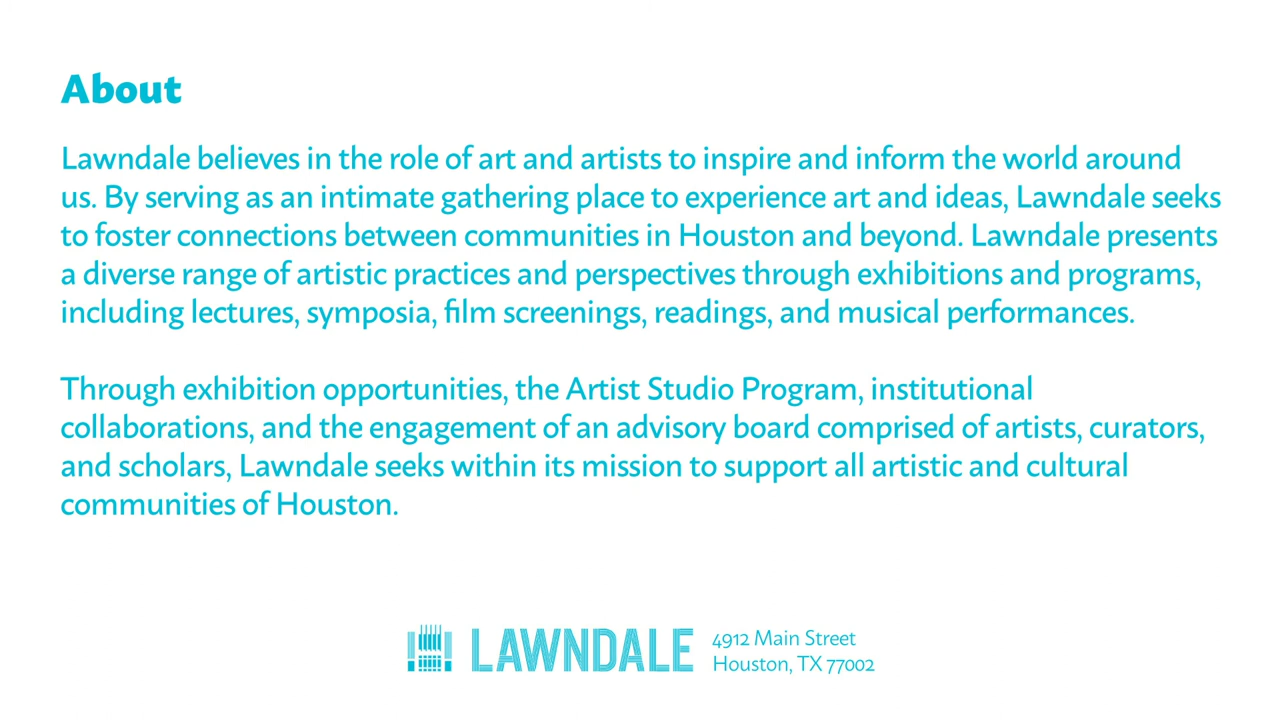 About
Lawndale believes in the role of art and artists to inspire and inform the world around
us. By serving as an intimate gathering place to experience art and ideas, Lawndale seeks
to foster connections between communities in Houston and beyond. Lawndale presents
a diverse range of artistic practices and perspectives through exhibitions and programs,
including lectures, symposia, film screenings, readings, and musical performances.
Through exhibition opportunities, the Artist Studio Program, institutional
collaborations, and the engagement of an advisory board comprised of artists, curators,
and scholars, Lawndale seeks within its mission to support all artistic and cultural
communities of Houston.
LAWNDALE
4912 Main Street
Houston, TX 77002